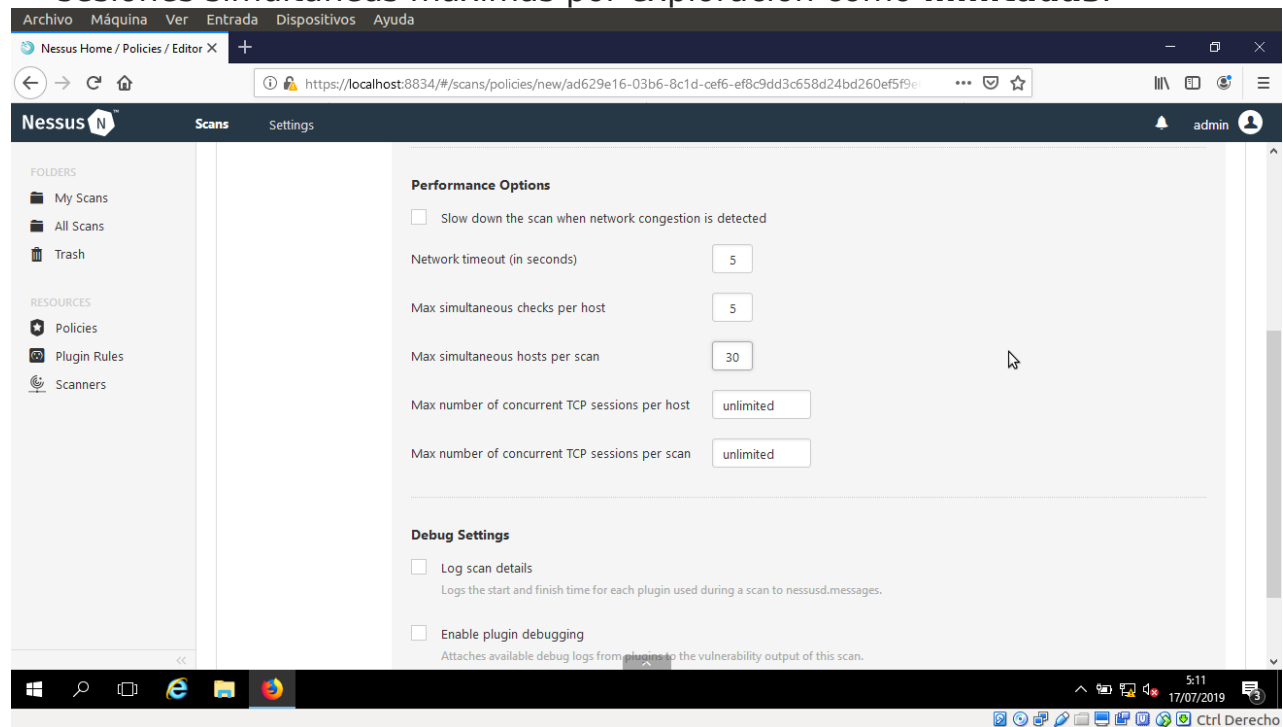 Archivo Máquina Ver Entrada Dispositivos Ayuda
Nessus Home / Policies / Editor
https://localhost:8834/#/scans/policies/new/ad629e16-03b6-8c1d-cef6-ef8c9dd3c658d24bd260ef5f9e
Nessus N Scans Settings admin
FOLDERS
My Scans
All Scans
Trash
RESOURCES
Policies
Plugin Rules
Scanners
Performance Options
Slow down the scan when network congestion is detected
Network timeout (in seconds) 5
Max simultaneous checks per host 5
Max simultaneous hosts per scan 30
Max number of concurrent TCP sessions per host unlimited
Max number of concurrent TCP sessions per scan unlimited
Debug Settings
Log scan details
Logs the start and finish time for each plugin used during a scan to nessusd.messages.
Enable plugin debugging
Attaches available debug logs from plugins to the vulnerability output of this scan.
5:11
17/07/2019
3
Ctrl Derecho